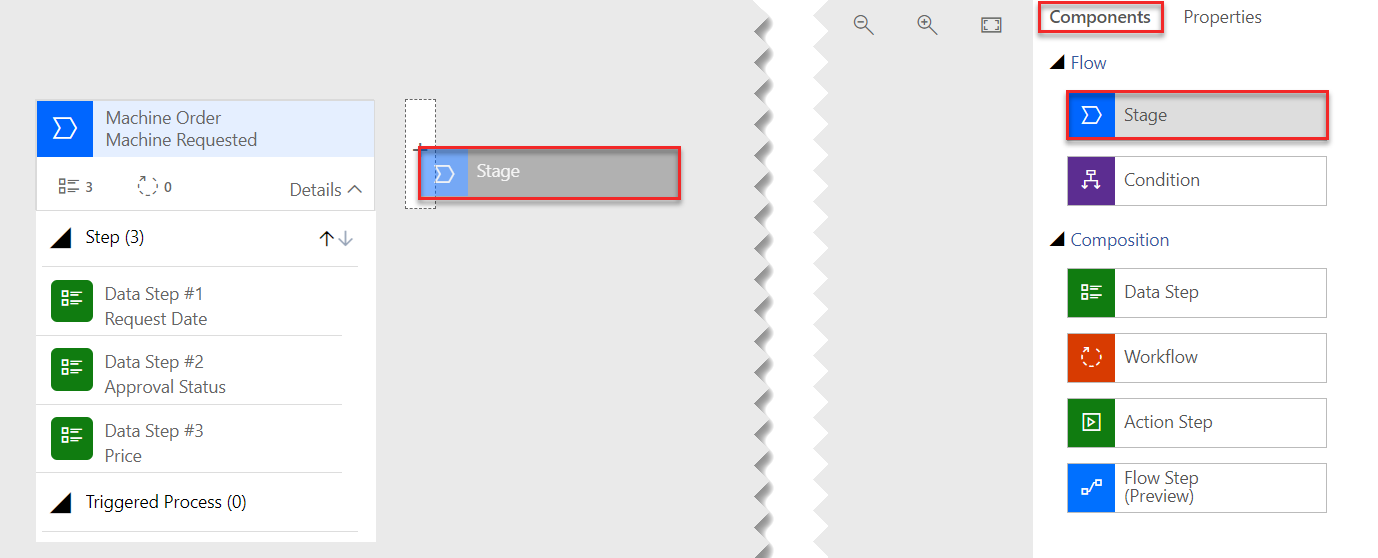 Machine Order
Machine Requested
3
0
Details
Step (3)
Data Step #1
Request Date
Data Step #2
Approval Status
Data Step #3
Price
Triggered Process (0)
Stage
Components
Properties
Flow
Stage
Condition
Composition
Data Step
Workflow
Action Step
Flow Step
(Preview)